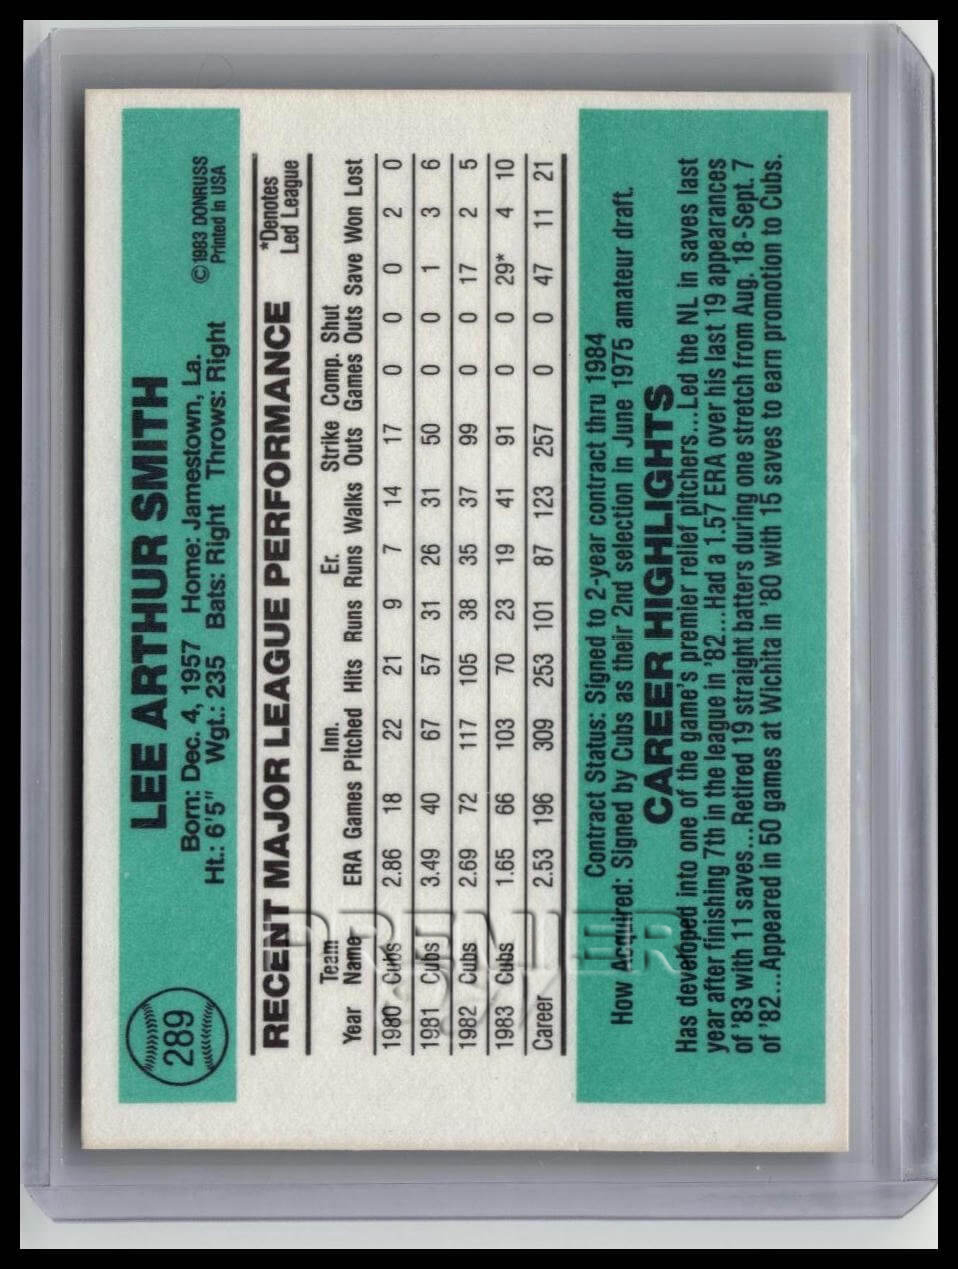 289
LEE ARTHUR SMITH
© 1983 DONRUSS
Printed in USA
Born: Dec. 4, 1957 Home: Jamestown, La.
Ht.: 6'5" Wgt.: 235 Bats: Right Throws: Right
RECENT MAJOR LEAGUE PERFORMANCE
*Denotes
Led League
Team Inn. Er. Strike Comp. Shut
Year Name ERA Games Pitched Hits Runs Runs Walks Outs Games Outs Save Won Lost
1980 Cubs 2.86 18 22 21 9 7 14 17 0 0 0 2 0
1981 Cubs 3.49 40 67 57 31 26 31 50 0 0 1 3 6
1982 Cubs 2.69 72 117 105 38 35 37 99 0 0 17 2 5
1983 Cubs 1.65 66 103 70 23 19 41 91 0 0 29* 4 10
Career 2.53 196 309 253 101 87 123 257 0 0 47 11 21
Contract Status: Signed to 2-year contract thru 1984
How Acquired: Signed by Cubs as their 2nd selection in June 1975 amateur draft.
CAREER HIGHLIGHTS
Has developed into one of the game's premier relief pitchers...Led the NL in saves last
year after finishing 7th in the league in '82...Had a 1.57 ERA over his last 19 appearances
of '83 with 11 saves...Retired 19 straight batters during one stretch from Aug. 18-Sept. 7
of '82...Appeared in 50 games at Wichita in '80 with 15 saves to earn promotion to Cubs.
PREMIER